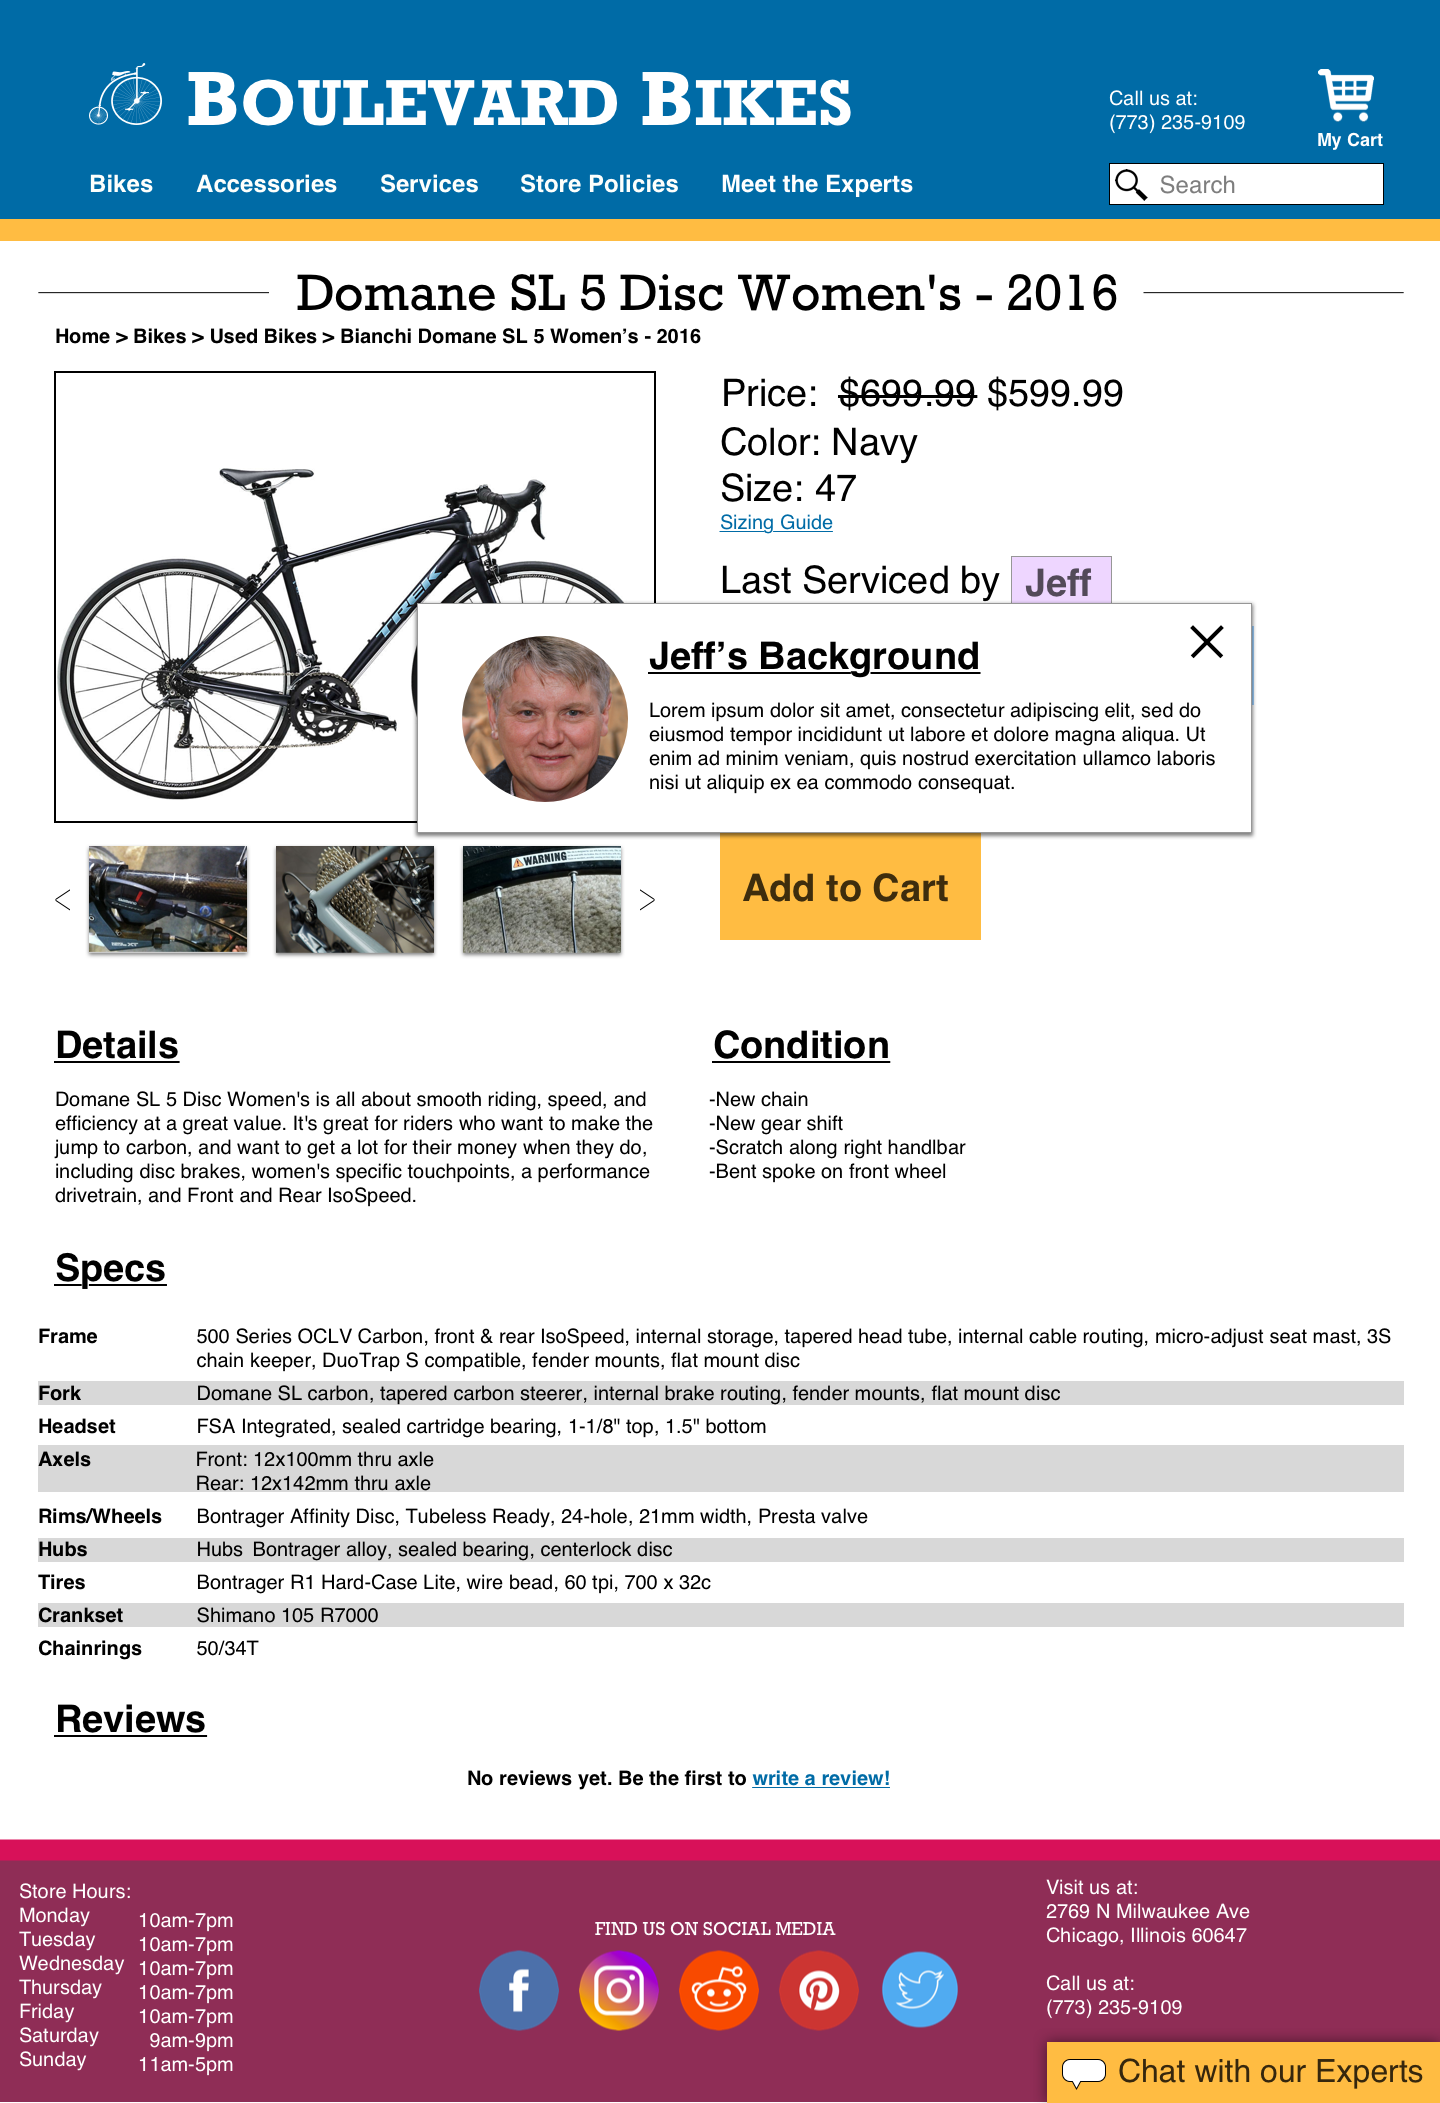 BOULEVARD BIKES
Call us at:
(773) 235-9109
My Cart
Bikes Accessories Services Store Policies Meet the Experts
Search
Domane SL 5 Disc Women's - 2016
Home > Bikes > Used Bikes > Bianchi Domane SL 5 Women’s - 2016
Price: $699.99 $599.99
Color: Navy
Size: 47
Sizing Guide
Last Serviced by Jeff
TREK
Jeff’s Background
Lorem ipsum dolor sit amet, consectetur adipiscing elit, sed do
eiusmod tempor incididunt ut labore et dolore magna aliqua. Ut
enim ad minim veniam, quis nostrud exercitation ullamco laboris
nisi ut aliquip ex ea commodo consequat.
WARNING
Add to Cart
Details
Domane SL 5 Disc Women's is all about smooth riding, speed, and
efficiency at a great value. It's great for riders who want to make the
jump to carbon, and want to get a lot for their money when they do,
including disc brakes, women's specific touchpoints, a performance
drivetrain, and Front and Rear IsoSpeed.
Condition
-New chain
-New gear shift
-Scratch along right handlbar
-Bent spoke on front wheel
Specs
Frame 500 Series OCLV Carbon, front & rear IsoSpeed, internal storage, tapered head tube, internal cable routing, micro-adjust seat mast, 3S
chain keeper, DuoTrap S compatible, fender mounts, flat mount disc
Fork Domane SL carbon, tapered carbon steerer, internal brake routing, fender mounts, flat mount disc
Headset FSA Integrated, sealed cartridge bearing, 1-1/8" top, 1.5" bottom
Axels Front: 12x100mm thru axle
Rear: 12x142mm thru axle
Rims/Wheels Bontrager Affinity Disc, Tubeless Ready, 24-hole, 21mm width, Presta valve
Hubs Hubs Bontrager alloy, sealed bearing, centerlock disc
Tires Bontrager R1 Hard-Case Lite, wire bead, 60 tpi, 700 x 32c
Crankset Shimano 105 R7000
Chainrings 50/34T
Reviews
No reviews yet. Be the first to write a review!
Store Hours:
Monday 10am-7pm
Tuesday 10am-7pm
Wednesday 10am-7pm
Thursday 10am-7pm
Friday 10am-7pm
Saturday 9am-9pm
Sunday 11am-5pm
FIND US ON SOCIAL MEDIA
Visit us at:
2769 N Milwaukee Ave
Chicago, Illinois 60647
Call us at:
(773) 235-9109
Chat with our Experts